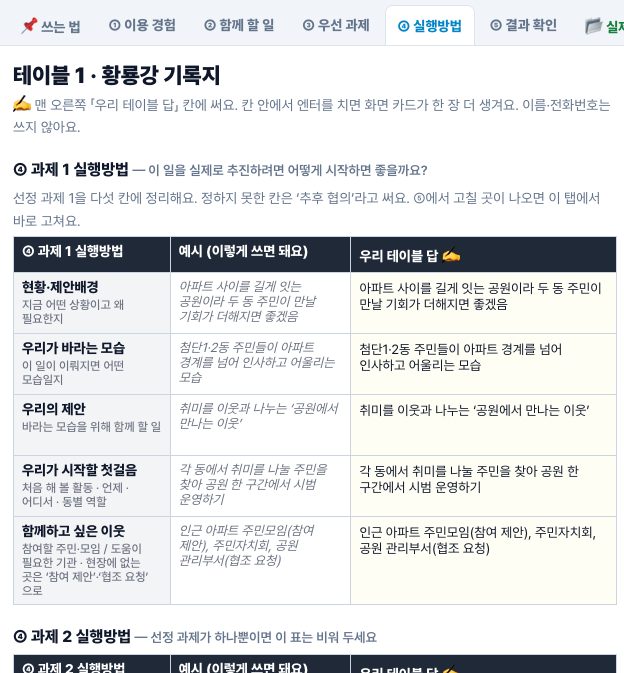 📌 쓰는 법 ① 이용 경험 ② 함께 할 일 ③ 우선 과제 ④ 실행방법 ⑤ 결과 확인 📂
테이블 1 · 황룡강 기록지
✍️ 맨 오른쪽 「우리 테이블 답」 칸에 써요. 칸 안에서 엔터를 치면 화면 카드가 한 장 더 생겨요. 이름·전화번호는
쓰지 않아요.
④ 과제 1 실행방법 — 이 일을 실제로 추진하려면 어떻게 시작하면 좋을까요?
선정 과제 1을 다섯 칸에 정리해요. 정하지 못한 칸은 ‘추후 협의’라고 써요. ⑤에서 고칠 곳이 나오면 이 탭에서
바로 고쳐요.
④ 과제 1 실행방법 예시 (이렇게 쓰면 돼요) 우리 테이블 답 ✍️
현황·제안배경
지금 어떤 상황이고 왜
필요한지
아파트 사이를 길게 잇는
공원이라 두 동 주민이 만날
기회가 더해지면 좋겠음
아파트 사이를 길게 잇는 공원이라 두 동 주민이
만날 기회가 더해지면 좋겠음
우리가 바라는 모습
이 일이 이뤄지면 어떤
모습일지
첨단1·2동 주민들이 아파트
경계를 넘어 인사하고 어울리는
모습
첨단1·2동 주민들이 아파트 경계를 넘어
인사하고 어울리는 모습
우리의 제안
바라는 모습을 위해 함께 할 일
취미를 이웃과 나누는 ‘공원에서
만나는 이웃’
취미를 이웃과 나누는 ‘공원에서 만나는 이웃’
우리가 시작할 첫걸음
처음 해 볼 활동 · 언제 ·
어디서 · 동별 역할
각 동에서 취미를 나눌 주민을
찾아 공원 한 구간에서 시범
운영하기
각 동에서 취미를 나눌 주민을 찾아 공원 한
구간에서 시범 운영하기
함께하고 싶은 이웃
참여할 주민·모임 / 도움이
필요한 기관 · 현장에 없는
곳은 ‘참여 제안’·‘협조 요청’
으로
인근 아파트 주민모임(참여
제안), 주민자치회, 공원
관리부서(협조 요청)
인근 아파트 주민모임(참여 제안), 주민자치회,
공원 관리부서(협조 요청)
④ 과제 2 실행방법 — 선정 과제가 하나뿐이면 이 표는 비워 두세요
④ 과제 2 실행방법 예시 (이렇게 쓰면 돼요) 우리 테이블 답 ✍️